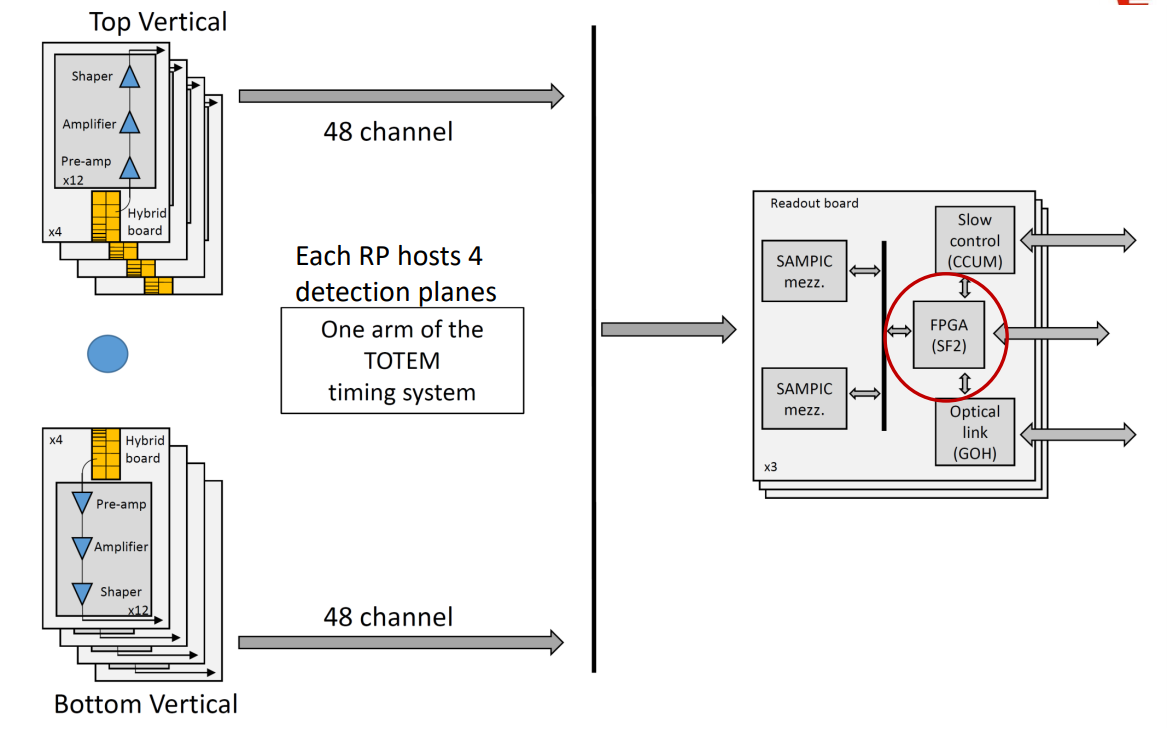 Top Vertical
Shaper
Amplifier
Pre-amp
x12
Hybrid
board
x4
48 channel
Each RP hosts 4
detection planes
One arm of the
TOTEM
timing system
x4
Hybrid
board
Pre-amp
Amplifier
Shaper
x12
48 channel
Bottom Vertical
Readout board
SAMPIC
mezz.
SAMPIC
mezz.
Slow
control
(CCUM)
FPGA
(SF2)
Optical
link
(GOH)
x3